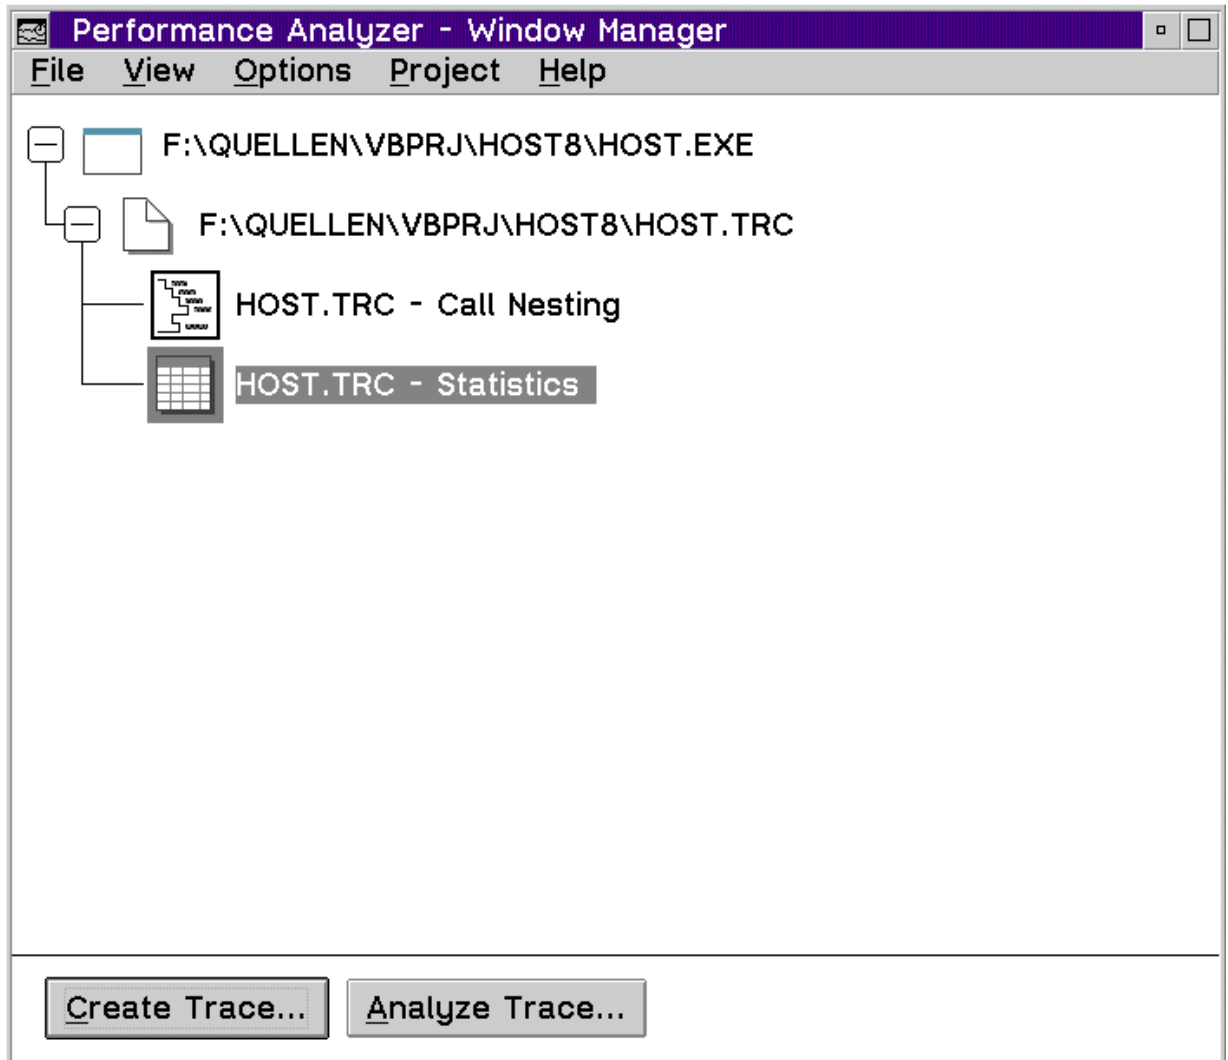 Performance Analyzer - Window Manager
File View Options Project Help
F:\QUELLEN\VBPRJ\HOST8\HOST.EXE
F:\QUELLEN\VBPRJ\HOST8\HOST.TRC
HOST.TRC - Call Nesting
HOST.TRC - Statistics
Create Trace... Analyze Trace...